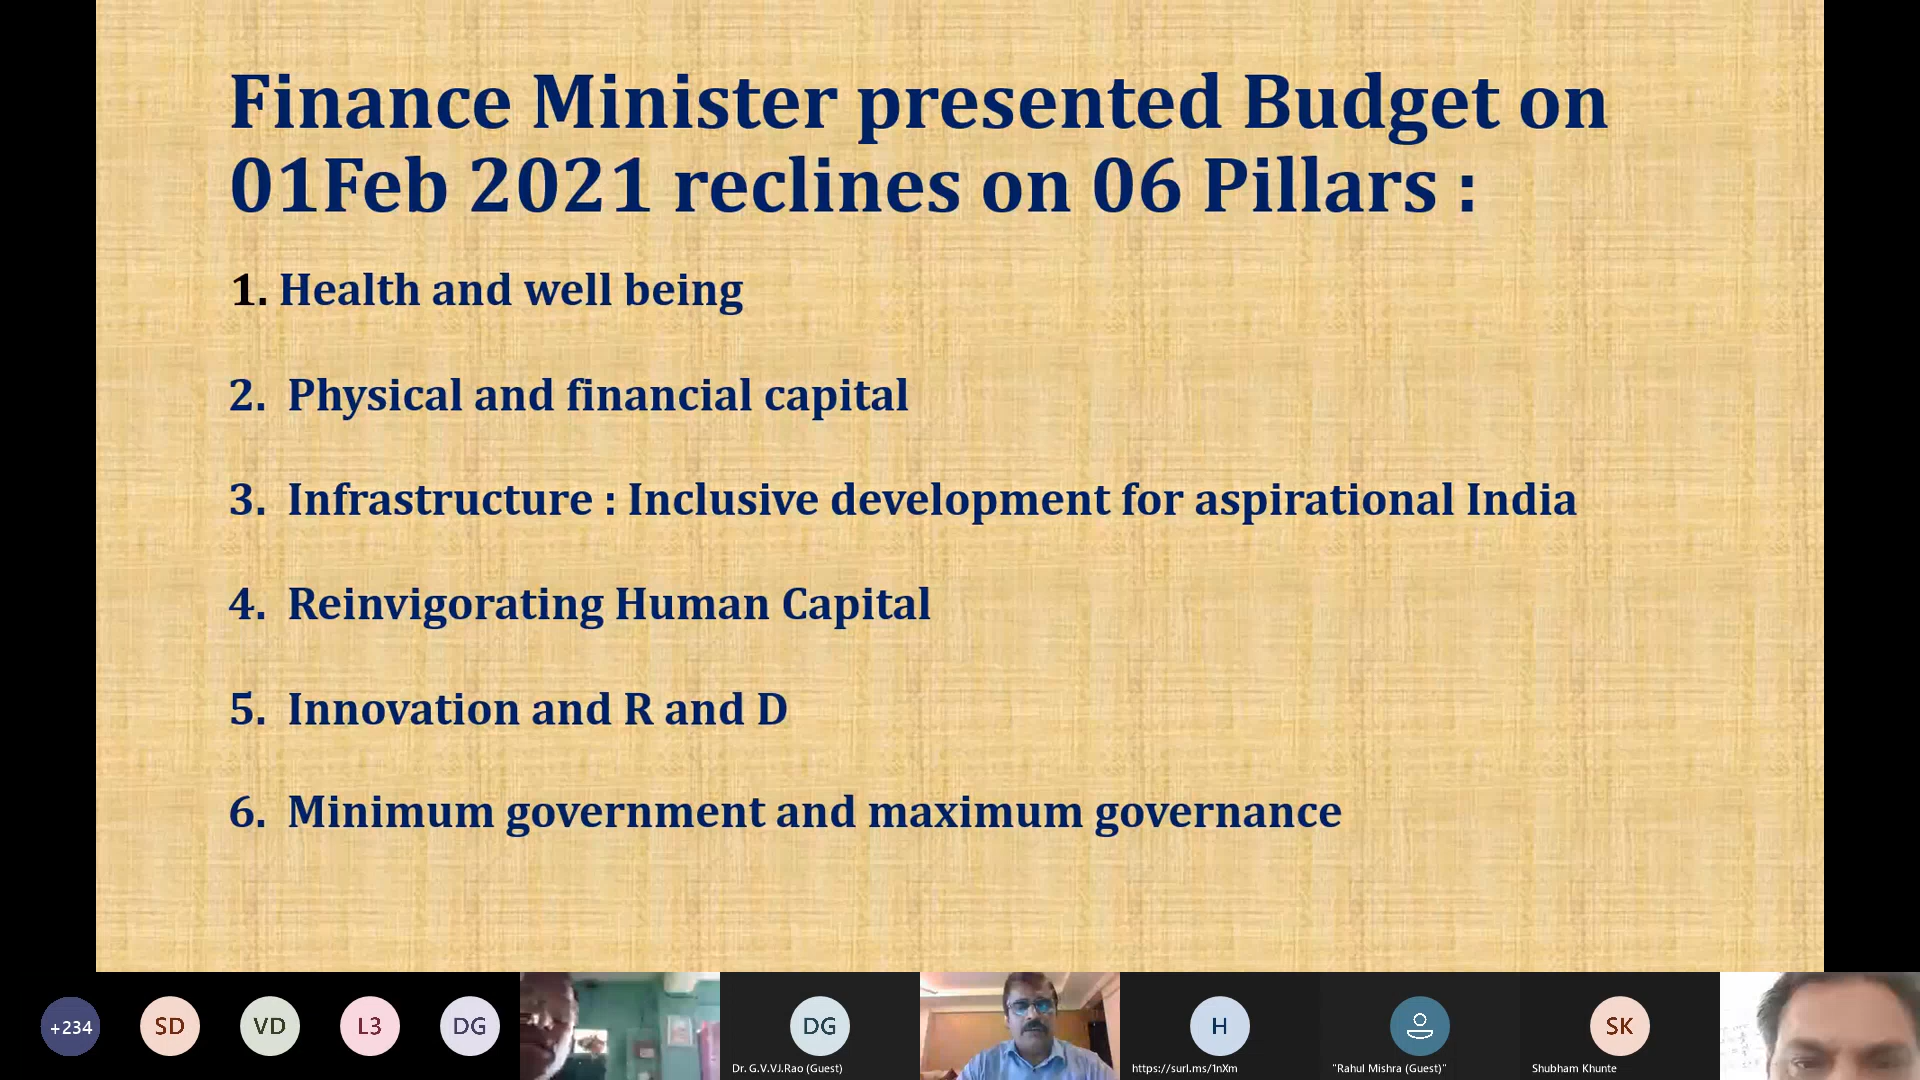 Finance Minister presented Budget on
01Feb 2021 reclines on 06 Pillars :
1. Health and well being
2. Physical and financial capital
3. Infrastructure : Inclusive development for aspirational India
4. Reinvigorating Human Capital
5. Innovation and R and D
6. Minimum government and maximum governance
+234 SD VD L3 DG DG H SK
Dr. G.V.VJ.Rao (Guest) https://surl.ms/1nXm "Rahul Mishra (Guest)" Shubham Khunte